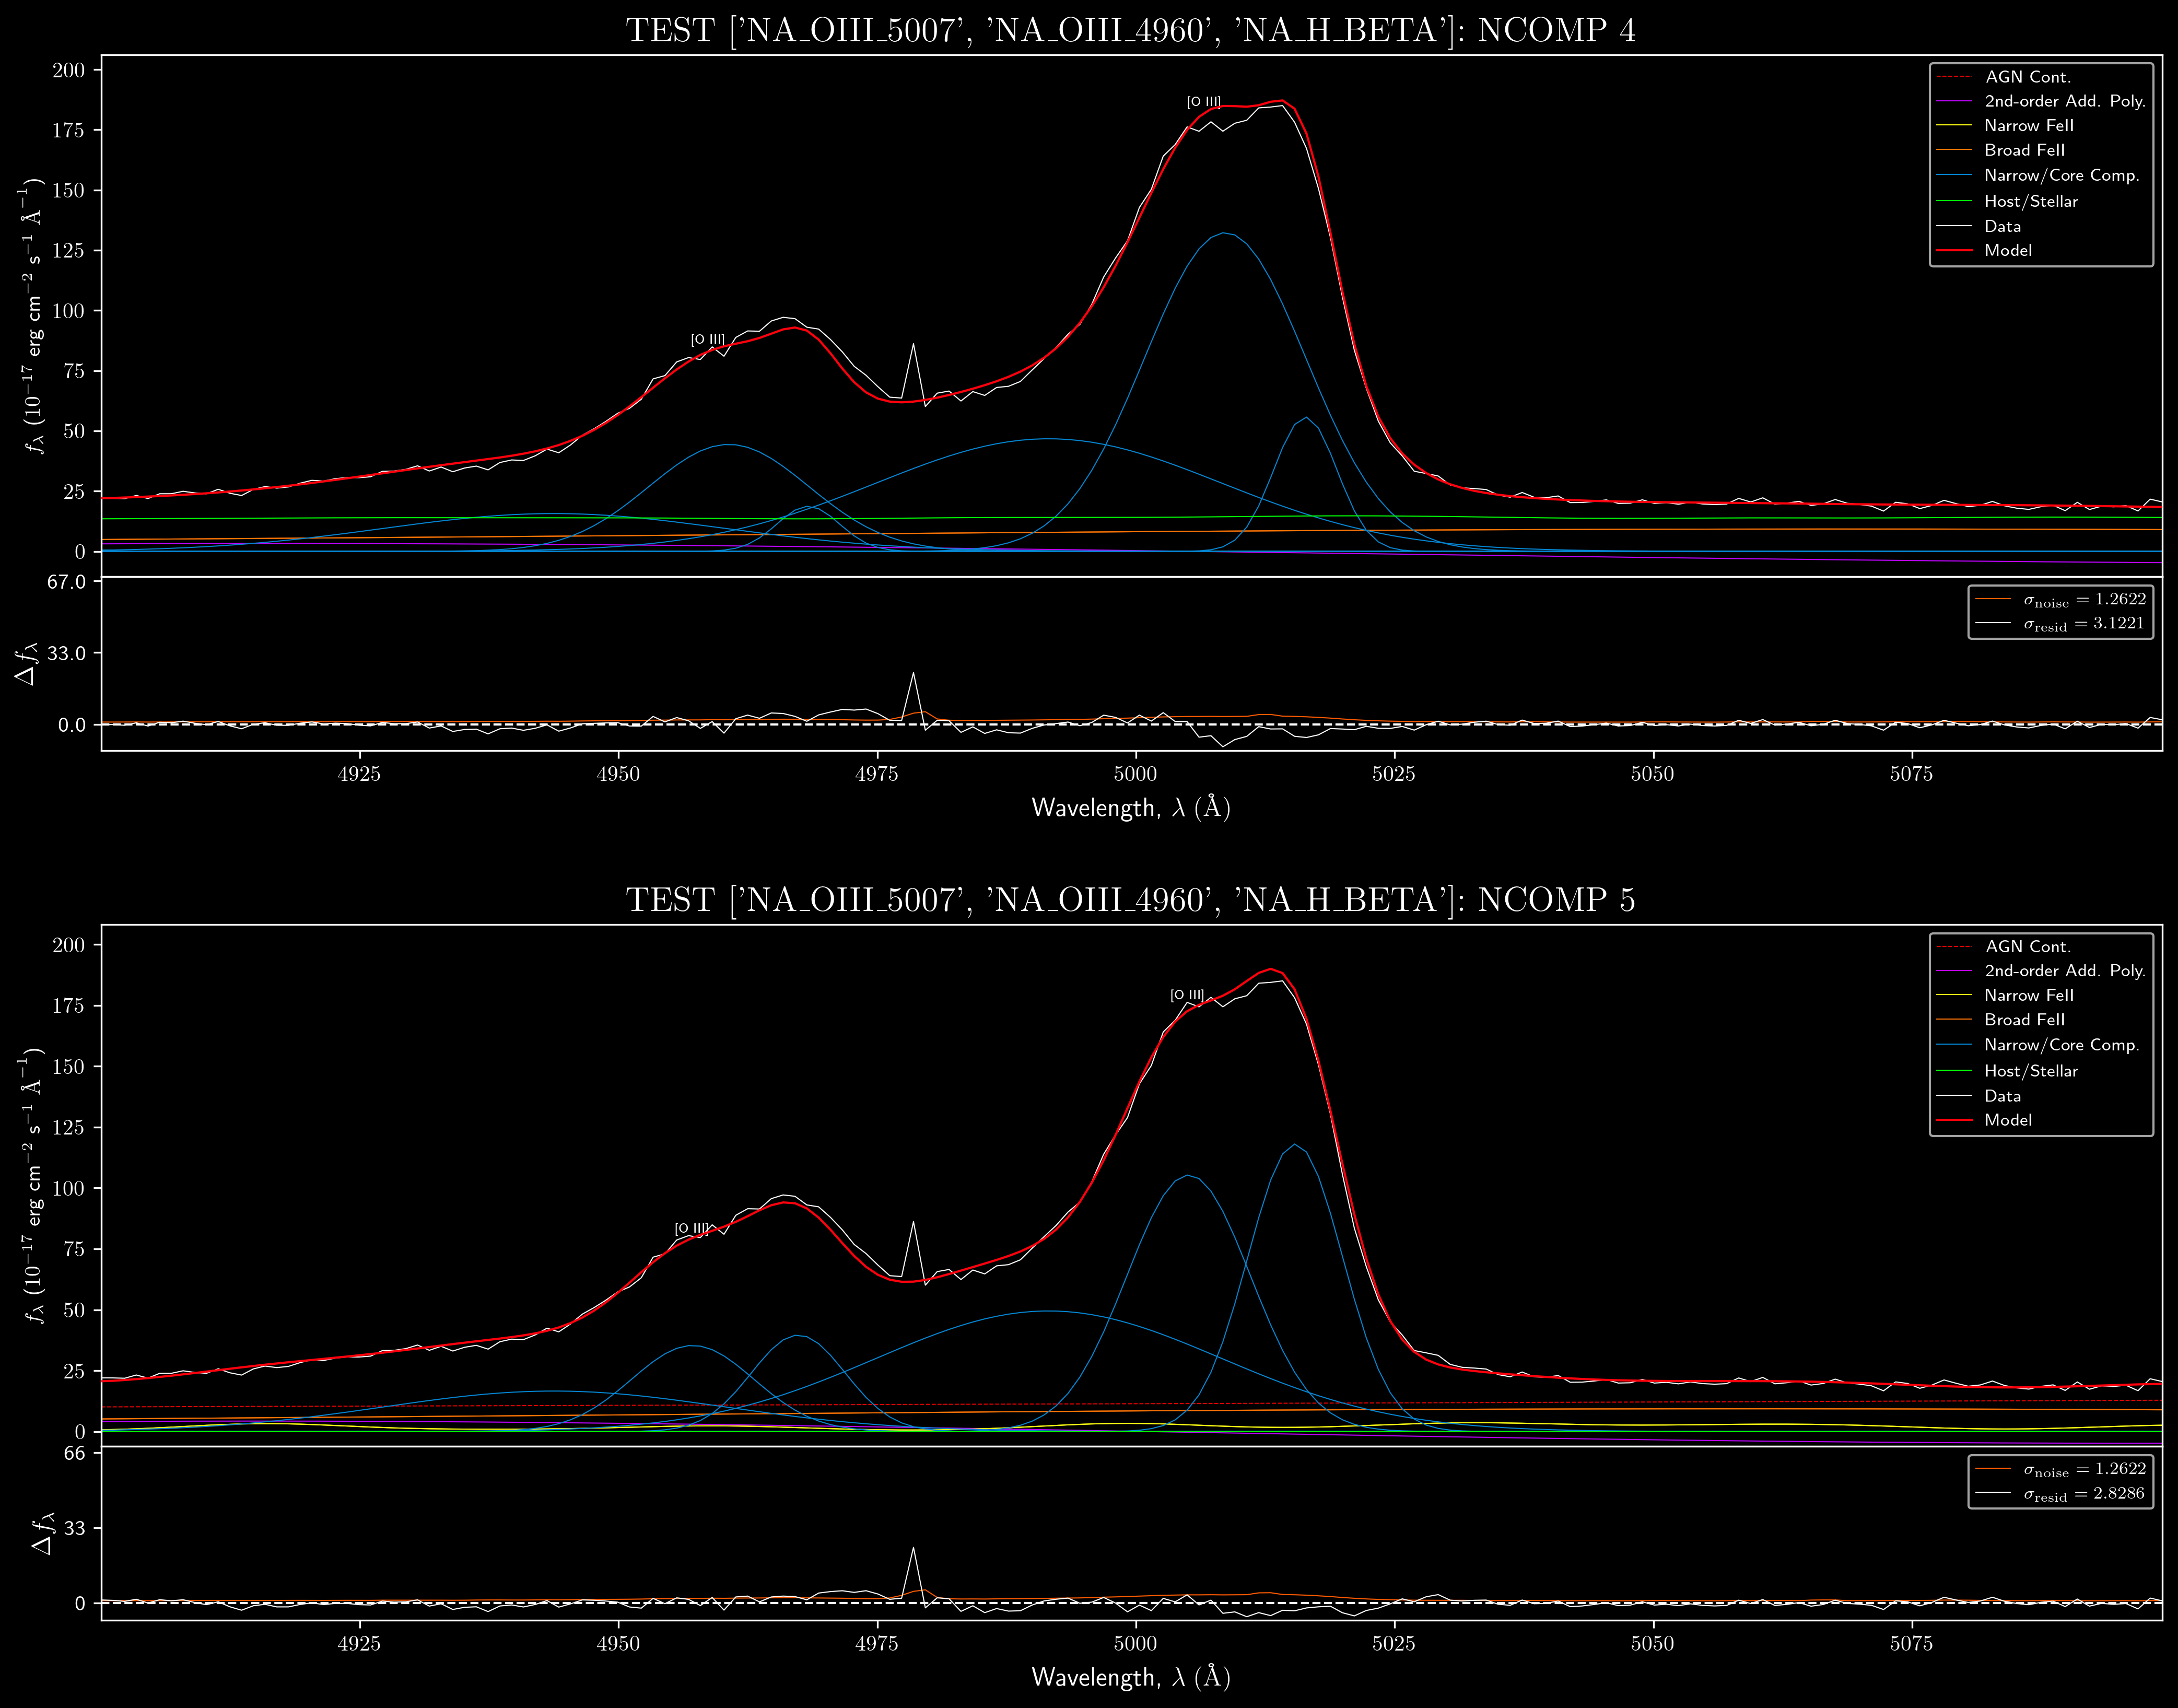 TEST ['NA_OIII_5007', 'NA_OIII_4960', 'NA_H_BETA']: NCOMP 4
200
175
150
125
100
75
50
25
0
f_λ (10^−17 erg cm^−2 s^−1 Å^−1)
[O III]
[O III]
AGN Cont.
2nd-order Add. Poly.
Narrow FeII
Broad FeII
Narrow/Core Comp.
Host/Stellar
Data
Model
67.0
33.0
0.0
Δf_λ
σ_noise = 1.2622
σ_resid = 3.1221
4925 4950 4975 5000 5025 5050 5075
Wavelength, λ (Å)
TEST ['NA_OIII_5007', 'NA_OIII_4960', 'NA_H_BETA']: NCOMP 5
200
175
150
125
100
75
50
25
0
f_λ (10^−17 erg cm^−2 s^−1 Å^−1)
[O III]
[O III]
AGN Cont.
2nd-order Add. Poly.
Narrow FeII
Broad FeII
Narrow/Core Comp.
Host/Stellar
Data
Model
66
33
0
Δf_λ
σ_noise = 1.2622
σ_resid = 2.8286
4925 4950 4975 5000 5025 5050 5075
Wavelength, λ (Å)